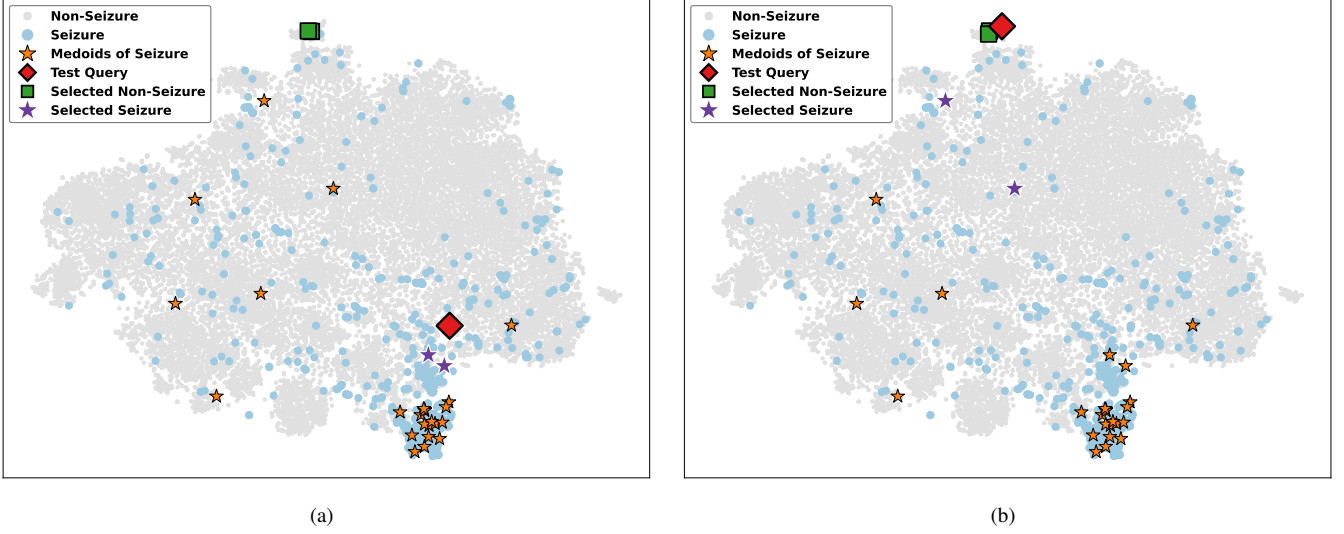 Non-Seizure
Seizure
Medoids of Seizure
Test Query
Selected Non-Seizure
Selected Seizure
(a)
Non-Seizure
Seizure
Medoids of Seizure
Test Query
Selected Non-Seizure
Selected Seizure
(b)